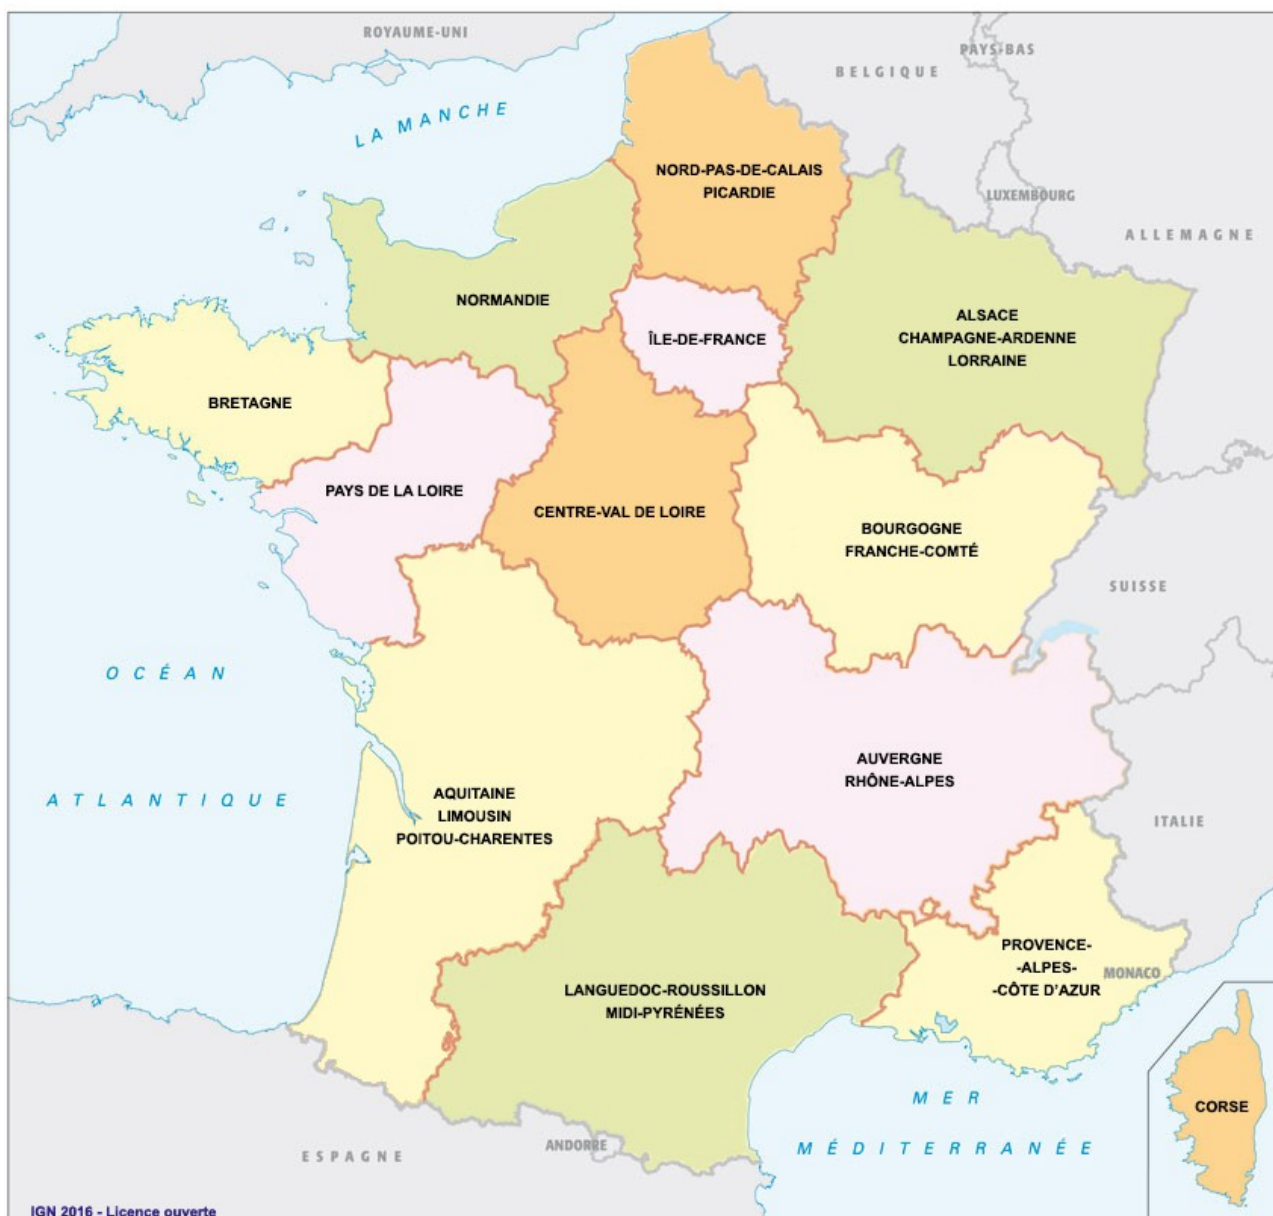 ROYAUME-UNI
PAYS-BAS
BELGIQUE
LA MANCHE
NORD-PAS-DE-CALAIS
PICARDIE
LUXEMBOURG
ALLEMAGNE
NORMANDIE
ALSACE
CHAMPAGNE-ARDENNE
LORRAINE
ÎLE-DE-FRANCE
BRETAGNE
PAYS DE LA LOIRE
CENTRE-VAL DE LOIRE
BOURGOGNE
FRANCHE-COMTÉ
SUISSE
OCÉAN
ATLANTIQUE
AUVERGNE
RHÔNE-ALPES
AQUITAINE
LIMOUSIN
POITOU-CHARENTES
ITALIE
PROVENCE-
-ALPES-
-CÔTE D'AZUR
MONACO
LANGUEDOC-ROUSSILLON
MIDI-PYRÉNÉES
MER
MÉDITERRANÉE
CORSE
ANDORRE
ESPAGNE
IGN 2016 - Licence ouverte